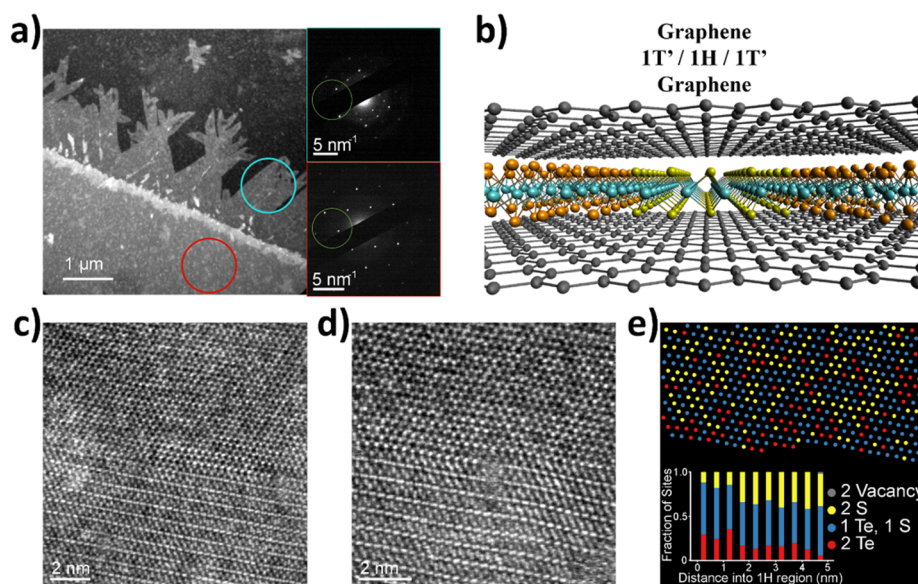 a)
1 µm
5 nm-1
5 nm-1
b)
Graphene
1T’ / 1H / 1T’
Graphene
c)
2 nm
d)
2 nm
e)
Fraction of Sites
1.0
0.5
0
0 1 2 3 4 5
Distance into 1H region (nm)
2 Vacancy
2 S
1 Te, 1 S
2 Te